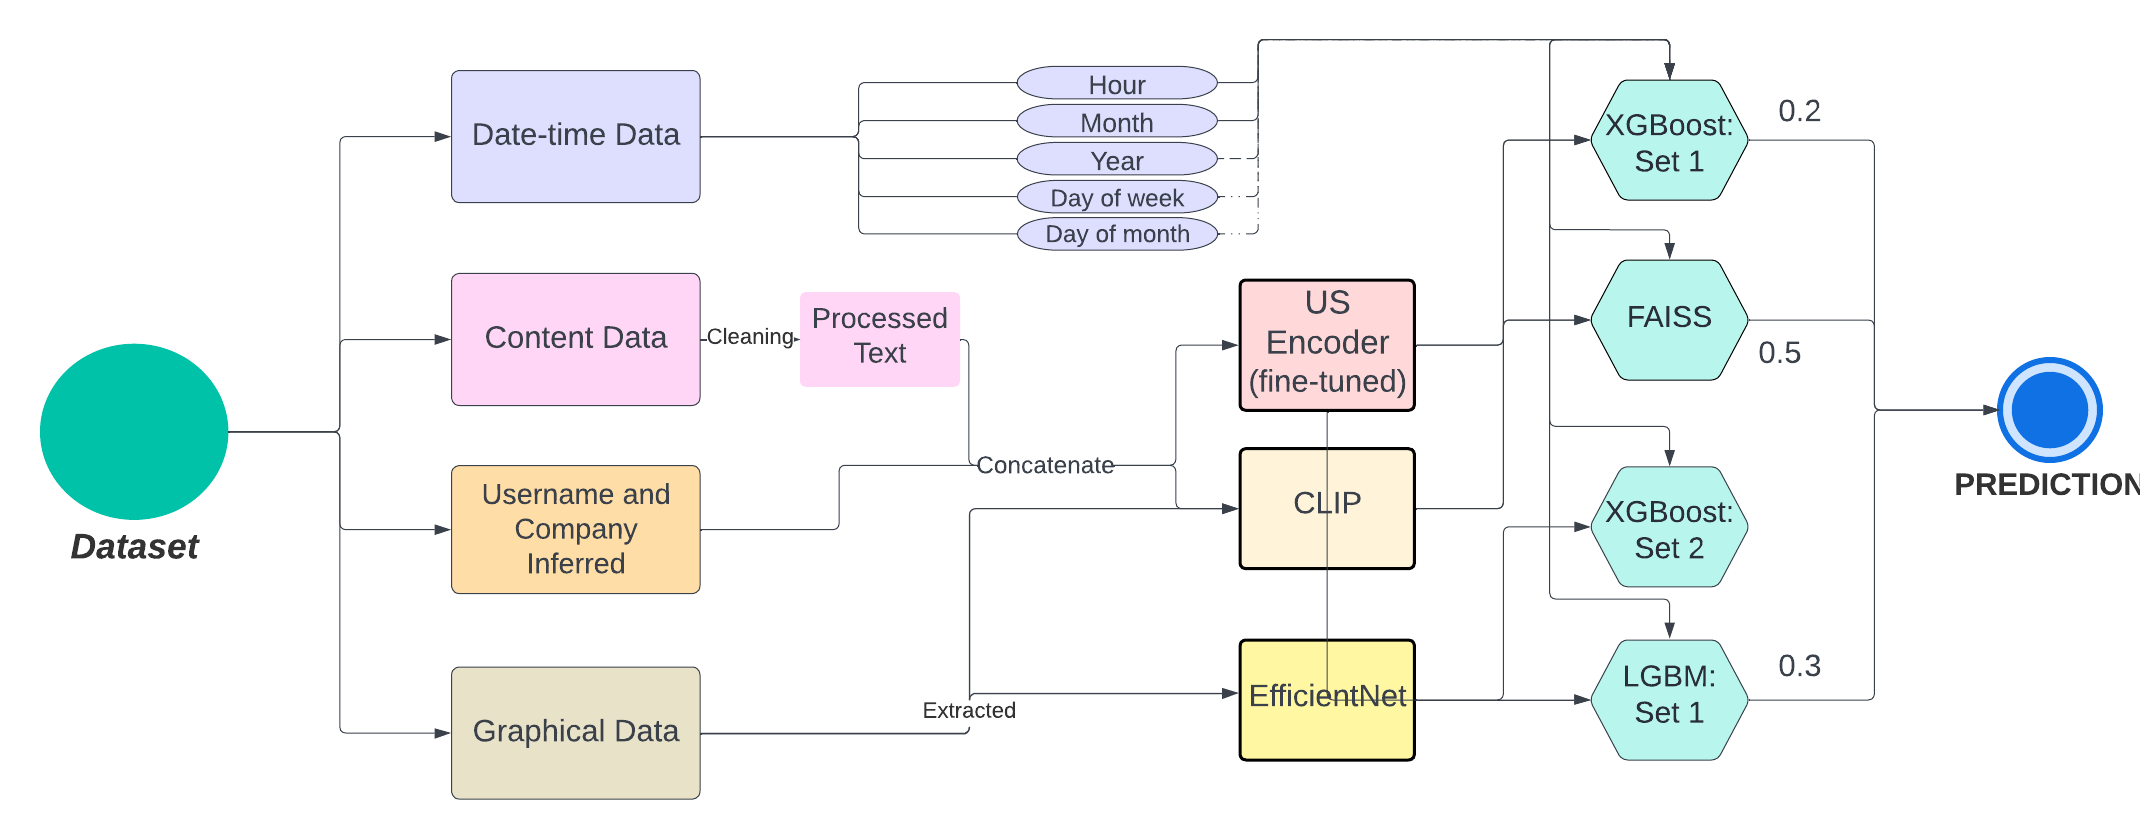 Date-time Data
Hour
Month
Year
Day of week
Day of month
XGBoost:
Set 1
0.2
Content Data
Cleaning
Processed
Text
US
Encoder
(fine-tuned)
FAISS
0.5
Dataset
Username and
Company
Inferred
Concatenate
CLIP
XGBoost:
Set 2
PREDICTION
Graphical Data
Extracted
EfficientNet
LGBM:
Set 1
0.3